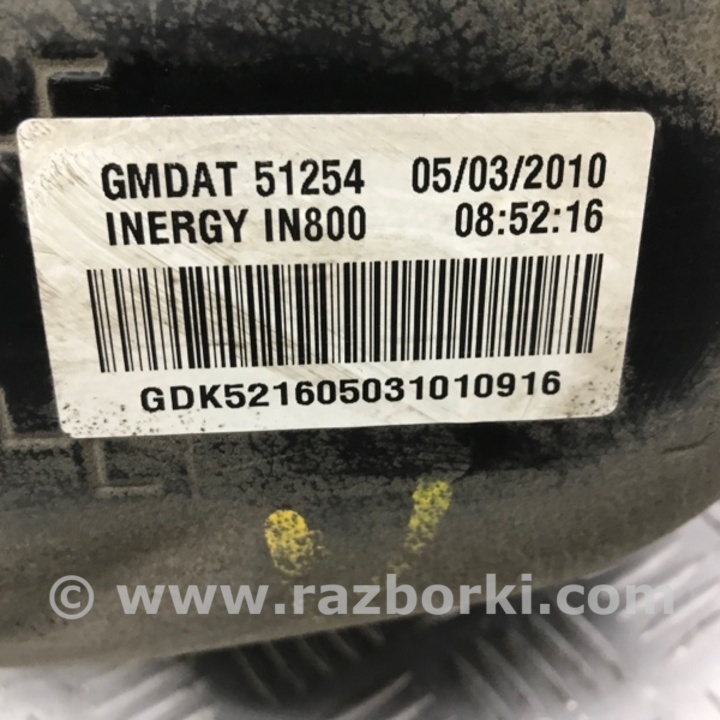 GMDAT 51254 05/03/2010
INERGY IN800 08:52:16
GDK521605031010916
© www.razborki.com